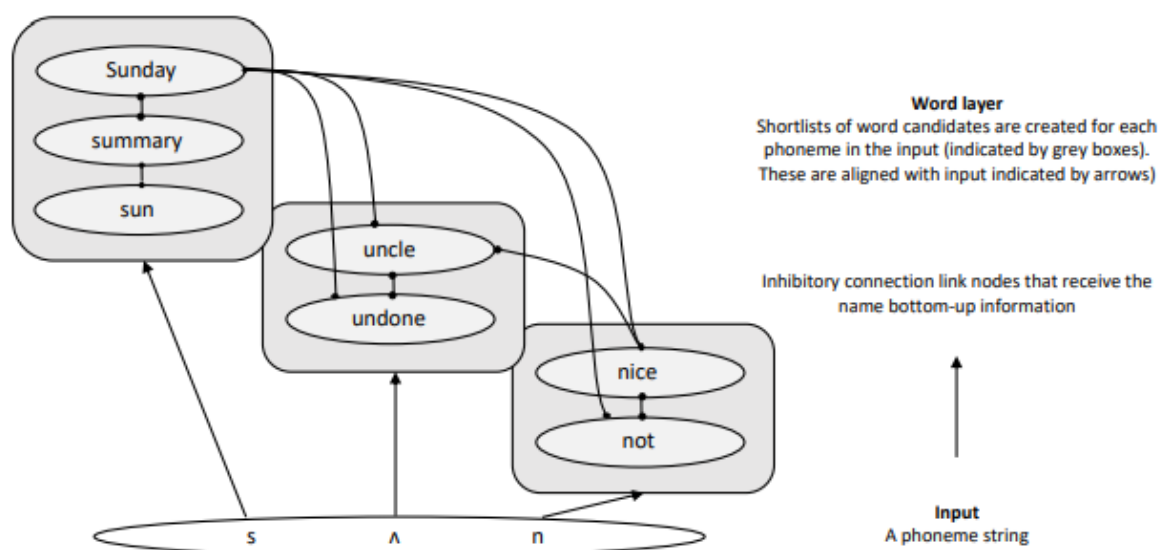 Sunday
summary
sun
uncle
undone
nice
not
s ʌ n
Word layer
Shortlists of word candidates are created for each
phoneme in the input (indicated by grey boxes).
These are aligned with input indicated by arrows)
Inhibitory connection link nodes that receive the
name bottom-up information
Input
A phoneme string